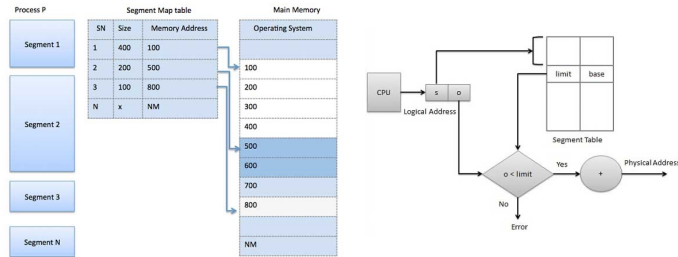 Process P
Segment 1
Segment 2
Segment 3
Segment N
Segment Map table
SN Size Memory Address
1 400 100
2 200 500
3 100 800
N x NM
Main Memory
Operating System
100
200
300
400
500
600
700
800
NM
CPU
s o
Logical Address
limit base
Segment Table
o < limit
Yes
+
Physical Address
No
Error